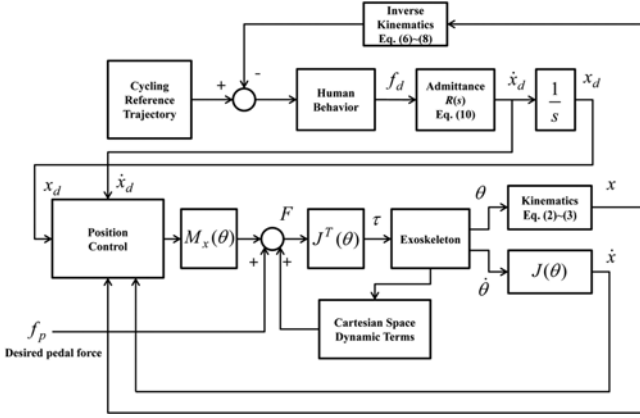 Inverse
Kinematics
Eq. (6)~(8)
+
-
Cycling
Reference
Trajectory
Human
Behavior
f_d
Admittance
R(s)
Eq. (10)
ẋ_d
1
s
x_d
x_d
ẋ_d
Position
Control
M_x(θ)
F
+
+
J^T(θ)
τ
Exoskeleton
θ
Kinematics
Eq. (2)~(3)
x
θ̇
J(θ)
ẋ
Cartesian Space
Dynamic Terms
f_p
Desired pedal force